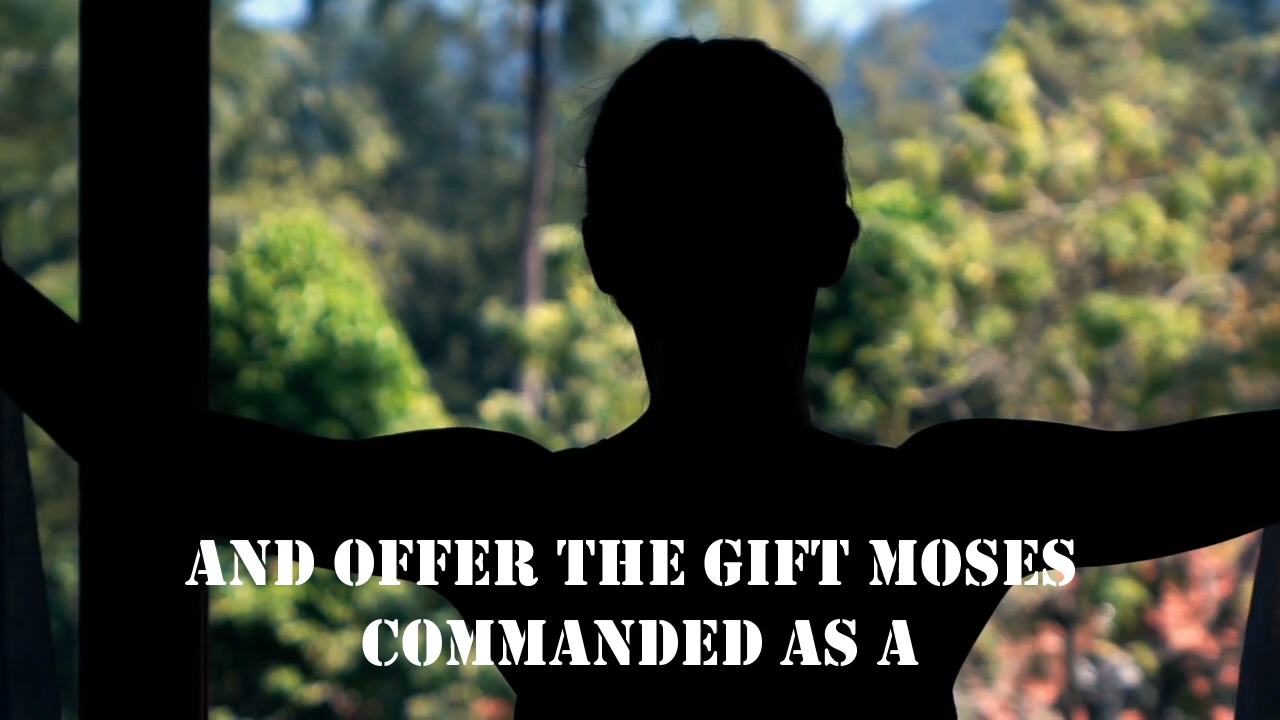 AND OFFER THE GIFT MOSES
COMMANDED AS A